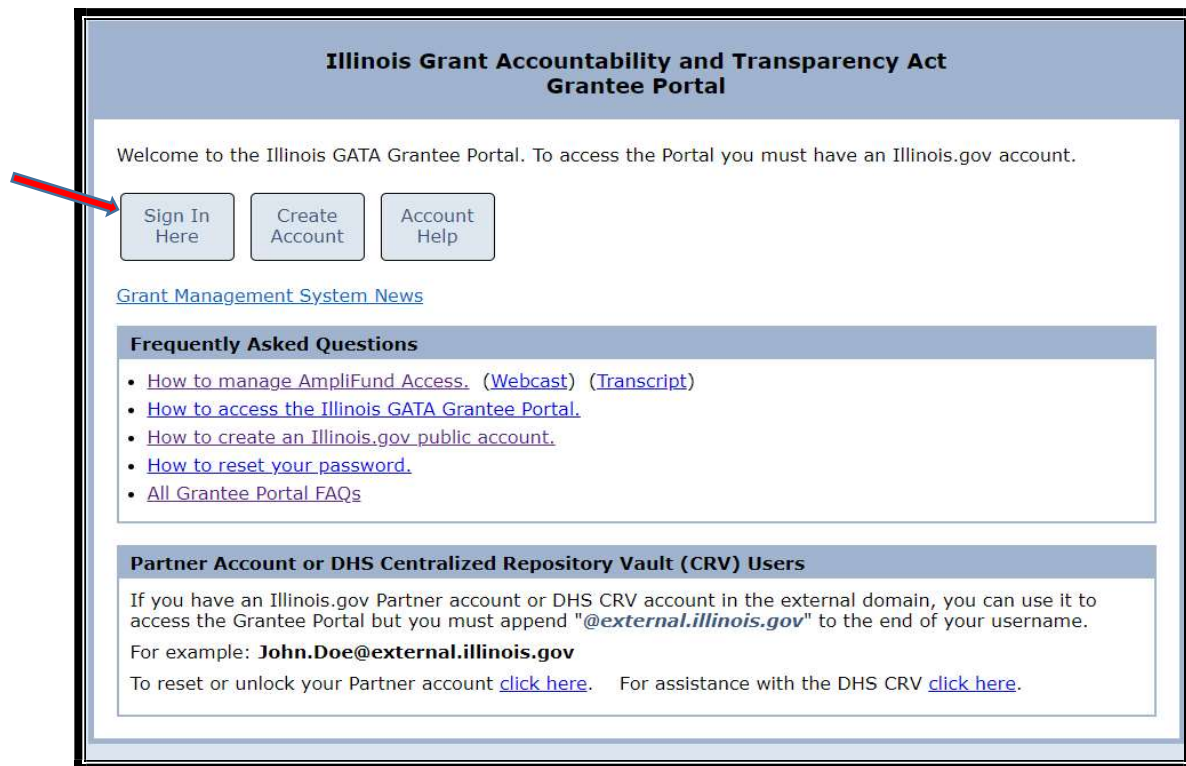 Illinois Grant Accountability and Transparency Act
Grantee Portal
Welcome to the Illinois GATA Grantee Portal. To access the Portal you must have an Illinois.gov account.
Sign In
Here
Create
Account
Account
Help
Grant Management System News
Frequently Asked Questions
• How to manage AmpliFund Access. (Webcast) (Transcript)
• How to access the Illinois GATA Grantee Portal.
• How to create an Illinois.gov public account.
• How to reset your password.
• All Grantee Portal FAQs
Partner Account or DHS Centralized Repository Vault (CRV) Users
If you have an Illinois.gov Partner account or DHS CRV account in the external domain, you can use it to
access the Grantee Portal but you must append "@external.illinois.gov" to the end of your username.
For example: John.Doe@external.illinois.gov
To reset or unlock your Partner account click here. For assistance with the DHS CRV click here.